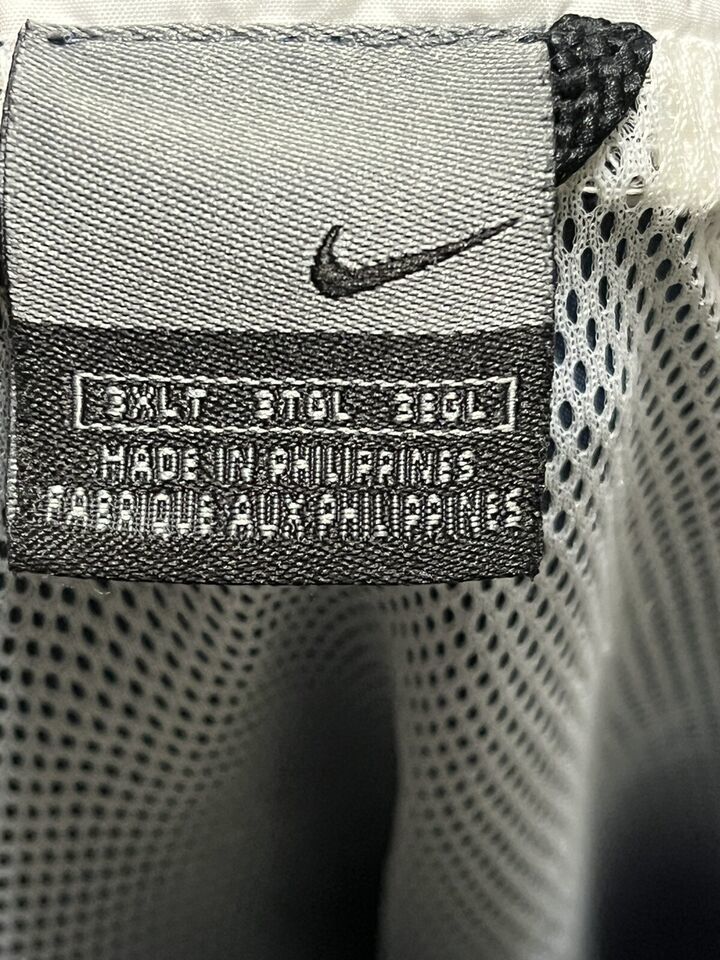 3XLT 3TGL 3EGL
MADE IN PHILIPPINES
FABRIQUE AUX PHILIPPINES